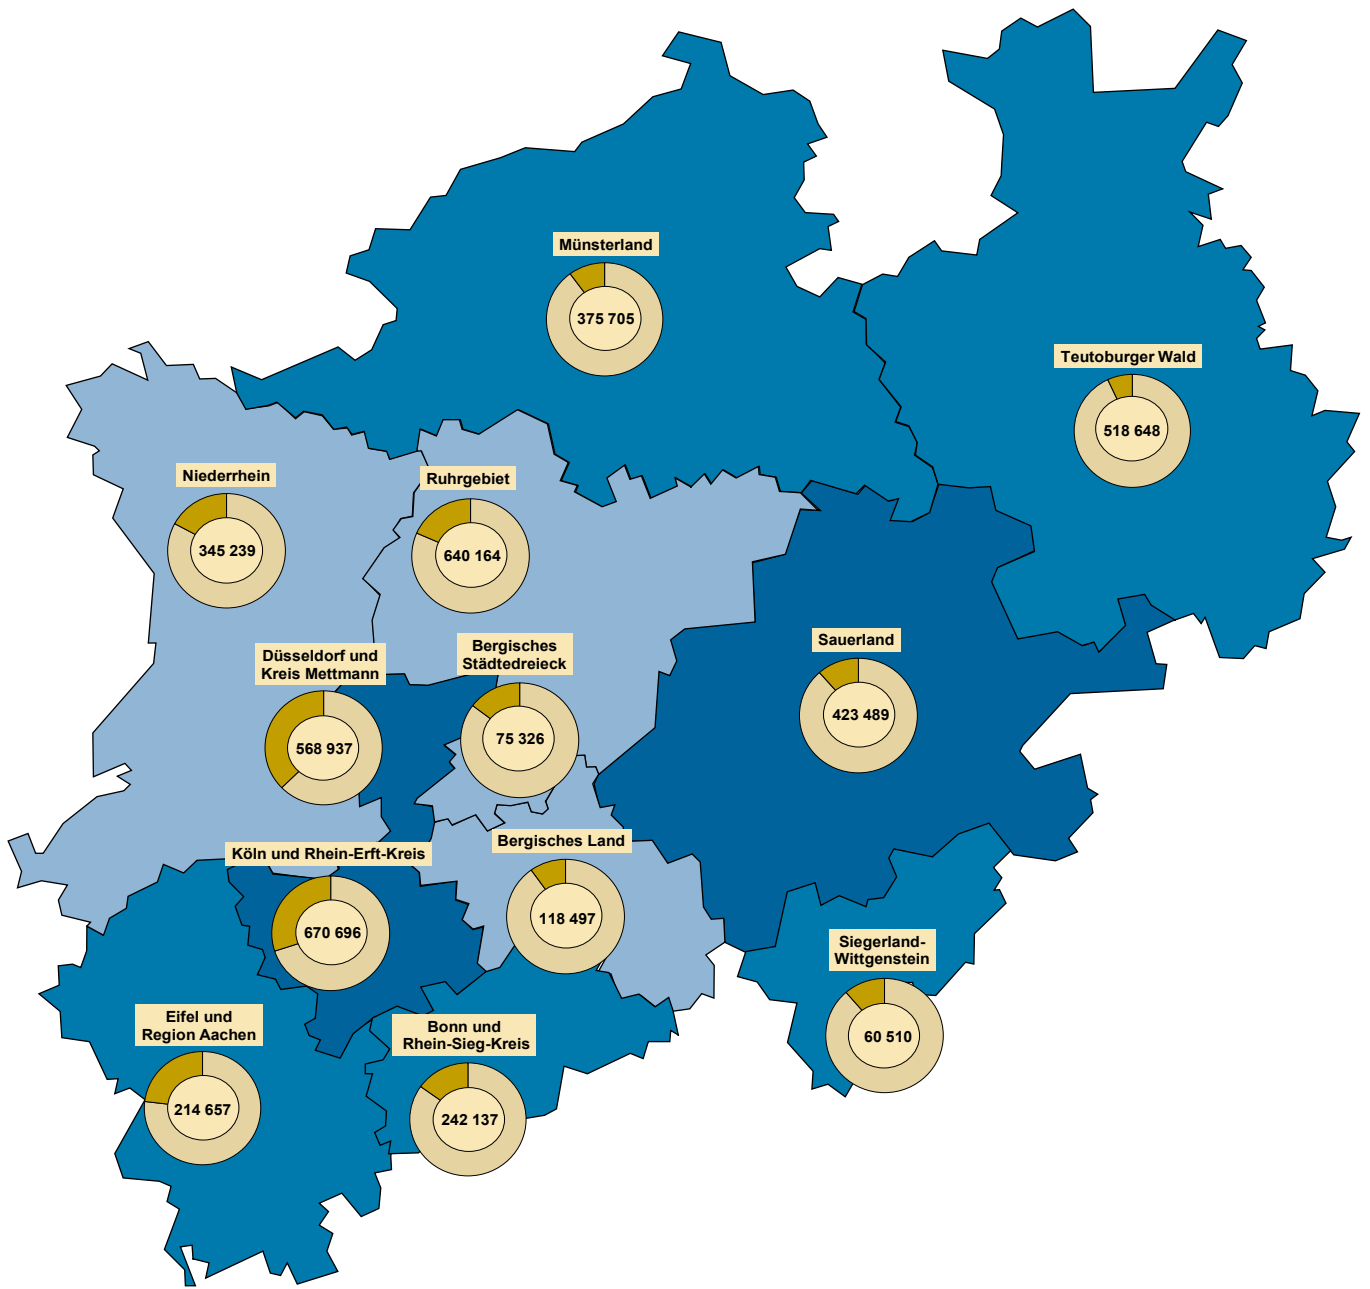 Münsterland
375 705
Teutoburger Wald
518 648
Niederrhein
345 239
Ruhrgebiet
640 164
Düsseldorf und
Kreis Mettmann
568 937
Bergisches
Städtedreieck
75 326
Sauerland
423 489
Köln und Rhein-Erft-Kreis
670 696
Bergisches Land
118 497
Siegerland-
Wittgenstein
60 510
Eifel und
Region Aachen
214 657
Bonn und
Rhein-Sieg-Kreis
242 137